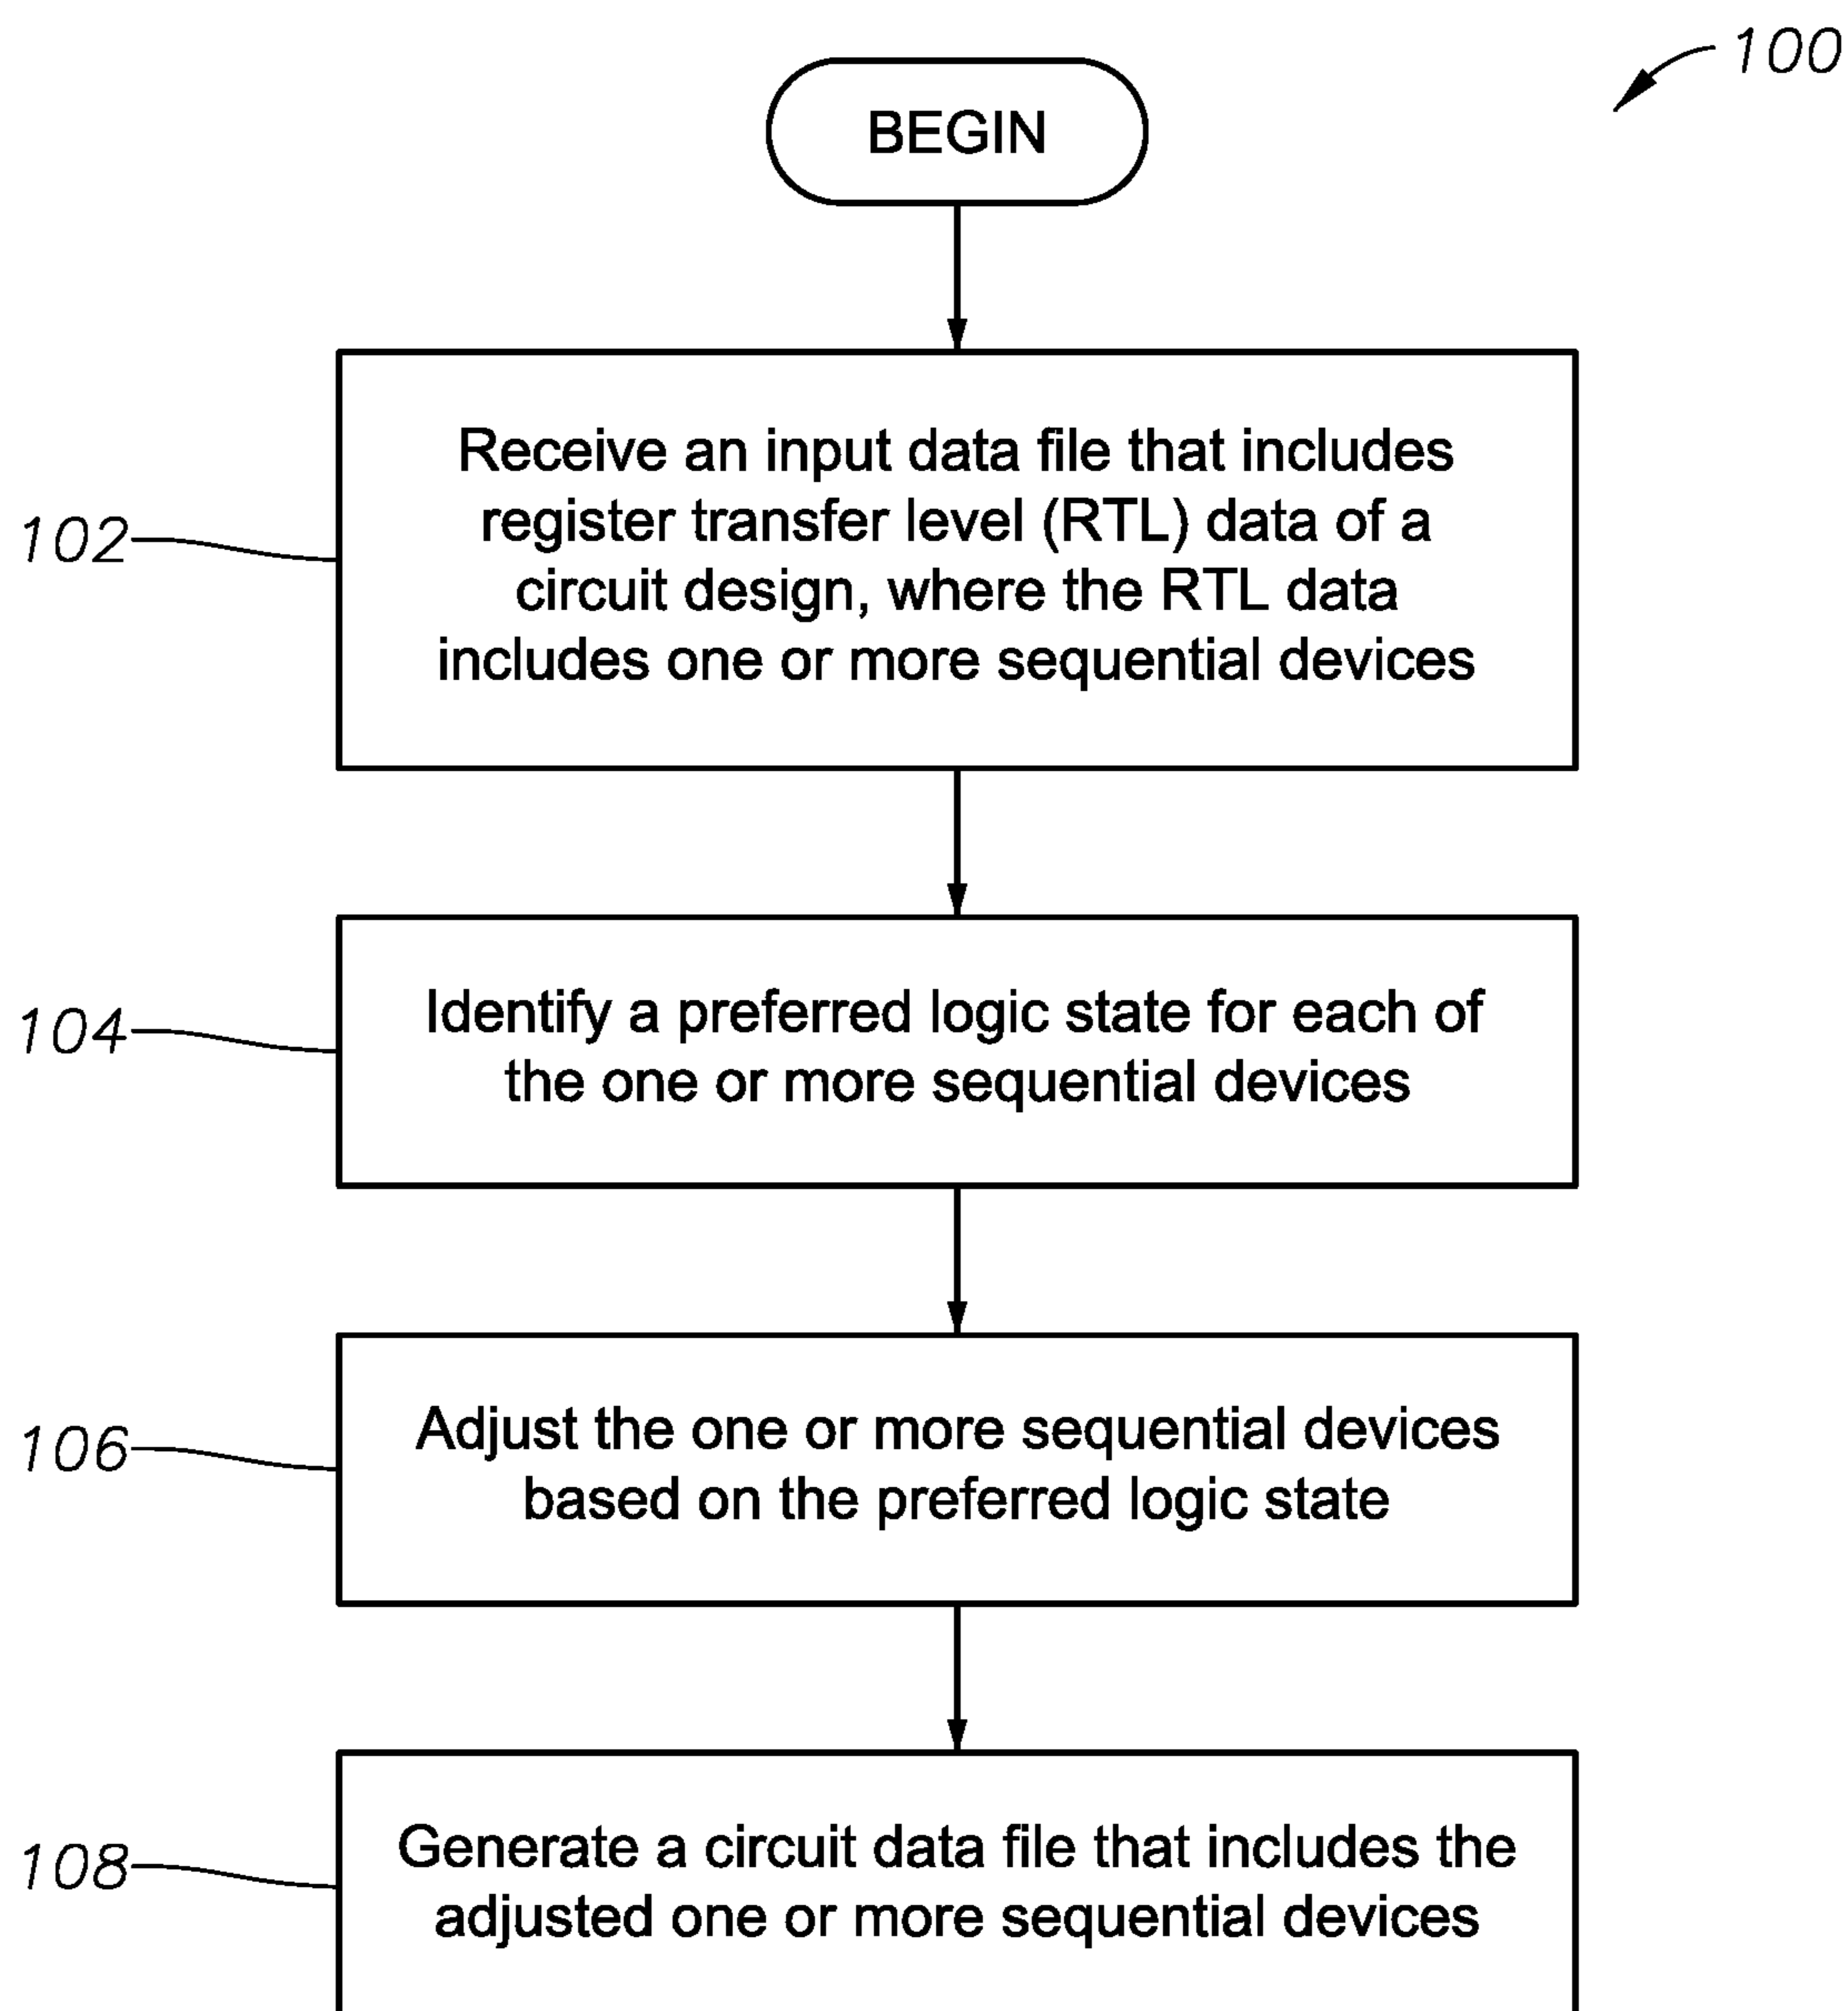 100
BEGIN
102
Receive an input data file that includes
register transfer level (RTL) data of a
circuit design, where the RTL data
includes one or more sequential devices
104
Identify a preferred logic state for each of
the one or more sequential devices
106
Adjust the one or more sequential devices
based on the preferred logic state
108
Generate a circuit data file that includes the
adjusted one or more sequential devices